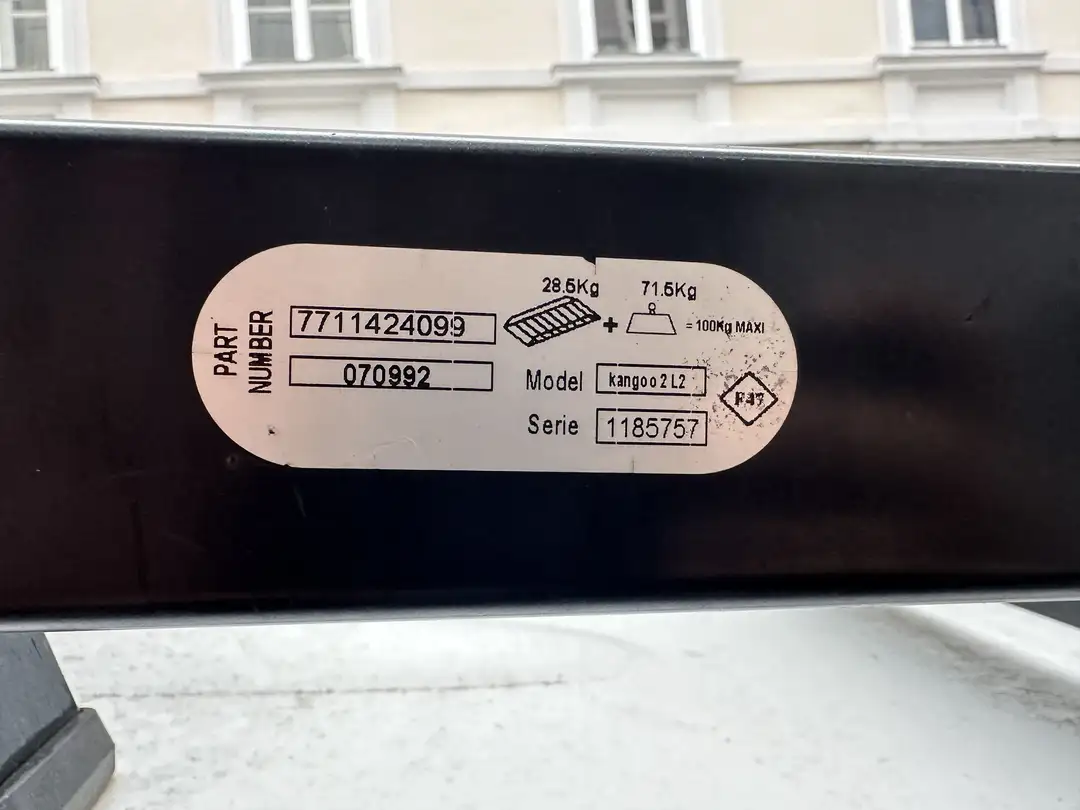 PART
NUMBER
7711424099
070992
28.5Kg
71.5Kg
+
= 100Kg MAXI
Model
kangoo 2 L2
Serie
1185757